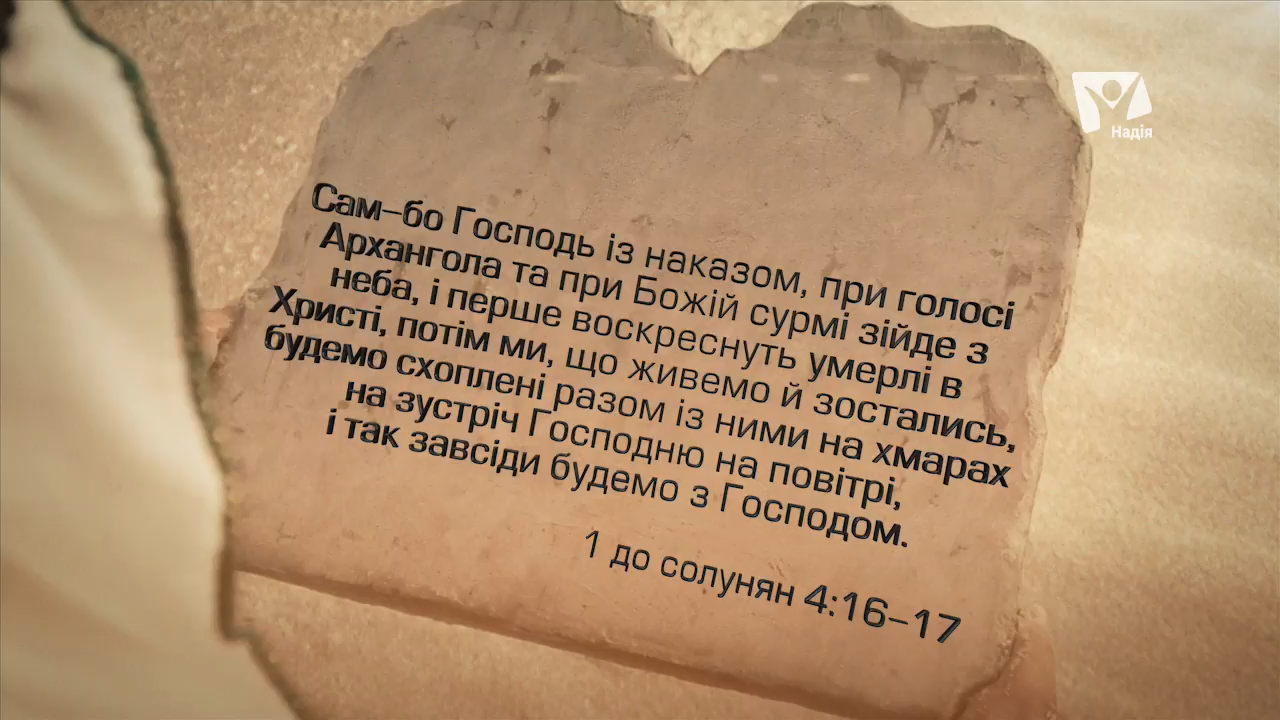 Надія
Сам–бо Господь із наказом, при голосі
Архангола та при Божій сурмі зійде з
неба, і перше воскреснуть умерлі в
Христі, потім ми, що живемо й зостались,
будемо схоплені разом із ними на хмарах
на зустріч Господню на повітрі,
і так завсіди будемо з Господом.
1 до солунян 4:16–17